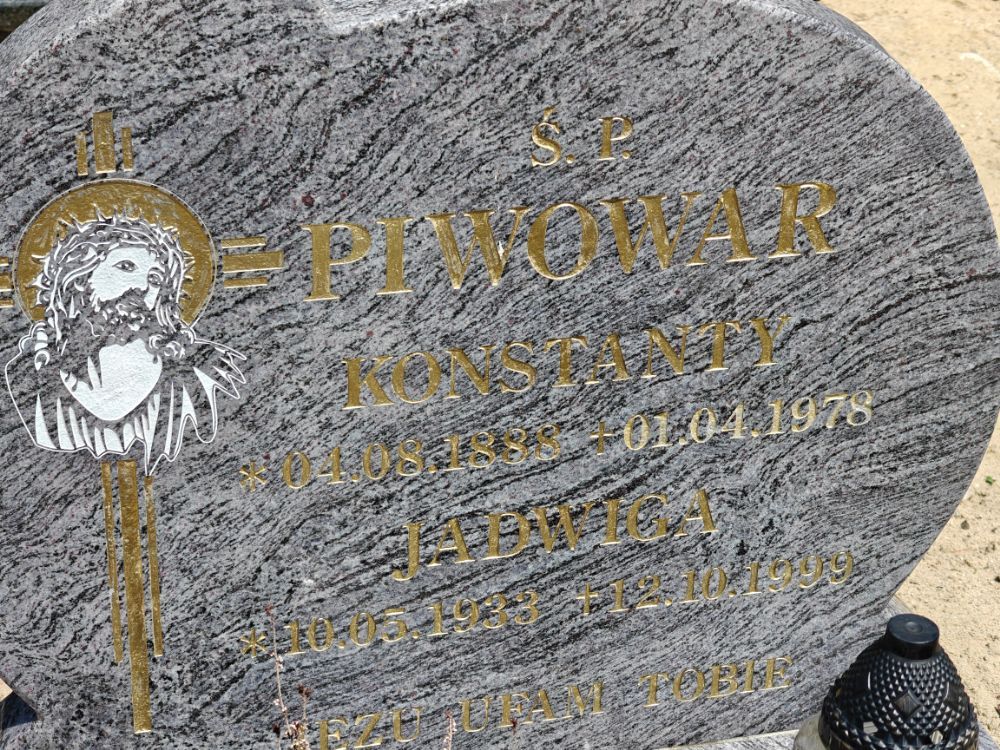 Ś. P.
PIWOWAR
KONSTANTY
*04.08.1888 +01.04.1978
JADWIGA
*10.05.1933 +12.10.1999
EZU UFAM TOBIE